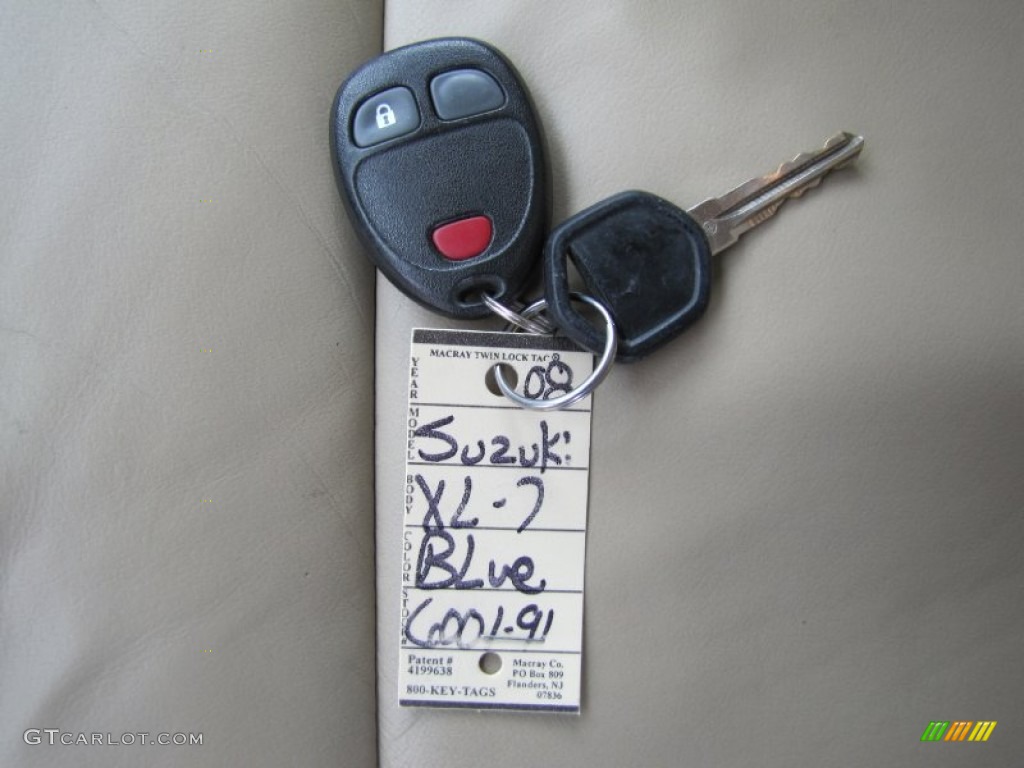 MACRAY TWIN LOCK TAG®
YEAR 08
MODEL Suzuki
BODY XL-7
COLOR BLue
STOCK# 6001-91
Patent #
4199638
800-KEY-TAGS
Macray Co.
PO Box 809
Flanders, NJ
07836
GTCARLOT.COM